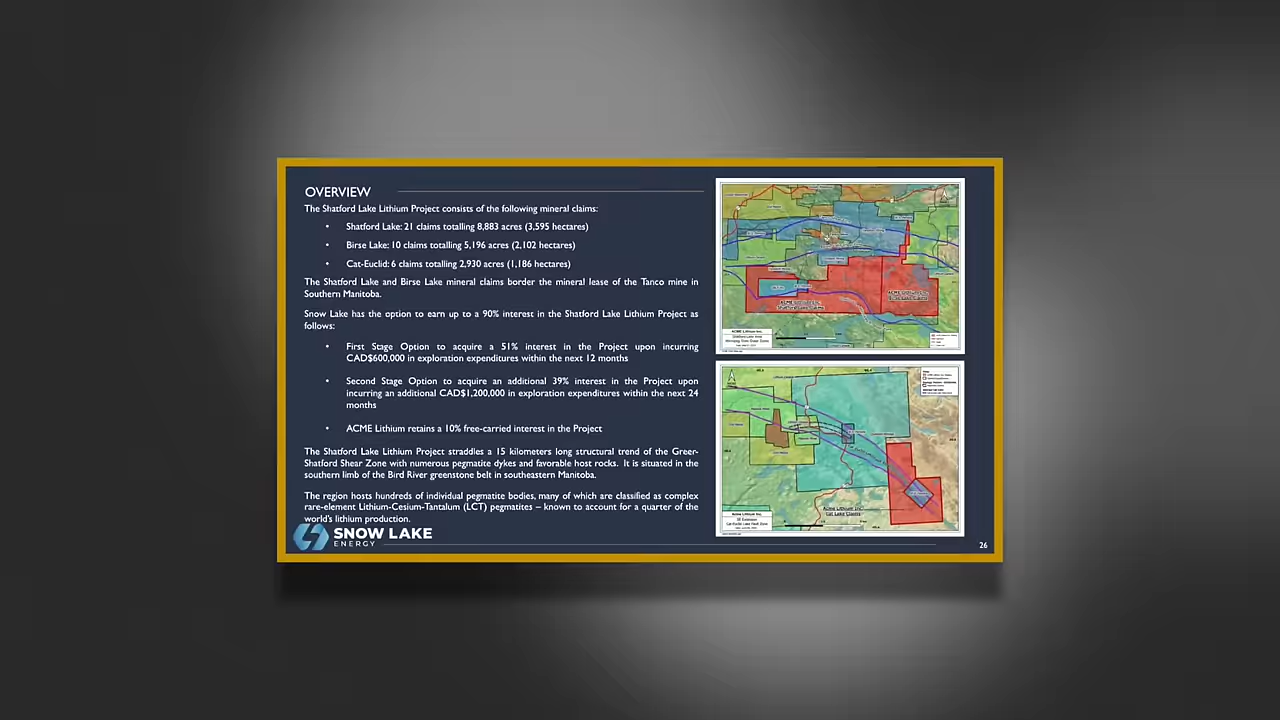 OVERVIEW
The Shatford Lake Lithium Project consists of the following mineral claims:
• Shatford Lake: 21 claims totalling 8,883 acres (3,595 hectares)
• Birse Lake: 10 claims totalling 5,196 acres (2,102 hectares)
• Cat-Euclid: 6 claims totalling 2,930 acres (1,186 hectares)
The Shatford Lake and Birse Lake mineral claims border the mineral lease of the Tanco mine in
Southern Manitoba.
Snow Lake has the option to earn up to a 90% interest in the Shatford Lake Lithium Project as
follows:
• First Stage Option to acquire a 51% interest in the Project upon incurring
CAD$600,000 in exploration expenditures within the next 12 months
• Second Stage Option to acquire an additional 39% interest in the Project upon
incurring an additional CAD$1,200,000 in exploration expenditures within the next 24
months
• ACME Lithium retains a 10% free-carried interest in the Project
The Shatford Lake Lithium Project straddles a 15 kilometers long structural trend of the Greer-
Shatford Shear Zone with numerous pegmatite dykes and favorable host rocks. It is situated in the
southern limb of the Bird River greenstone belt in southeastern Manitoba.
The region hosts hundreds of individual pegmatite bodies, many of which are classified as complex
rare-element Lithium-Cesium-Tantalum (LCT) pegmatites – known to account for a quarter of the
world's lithium production.
SNOW LAKE
ENERGY
26
ACME Lithium Inc.
Acme Lithium Inc.
Cat Lake Claims